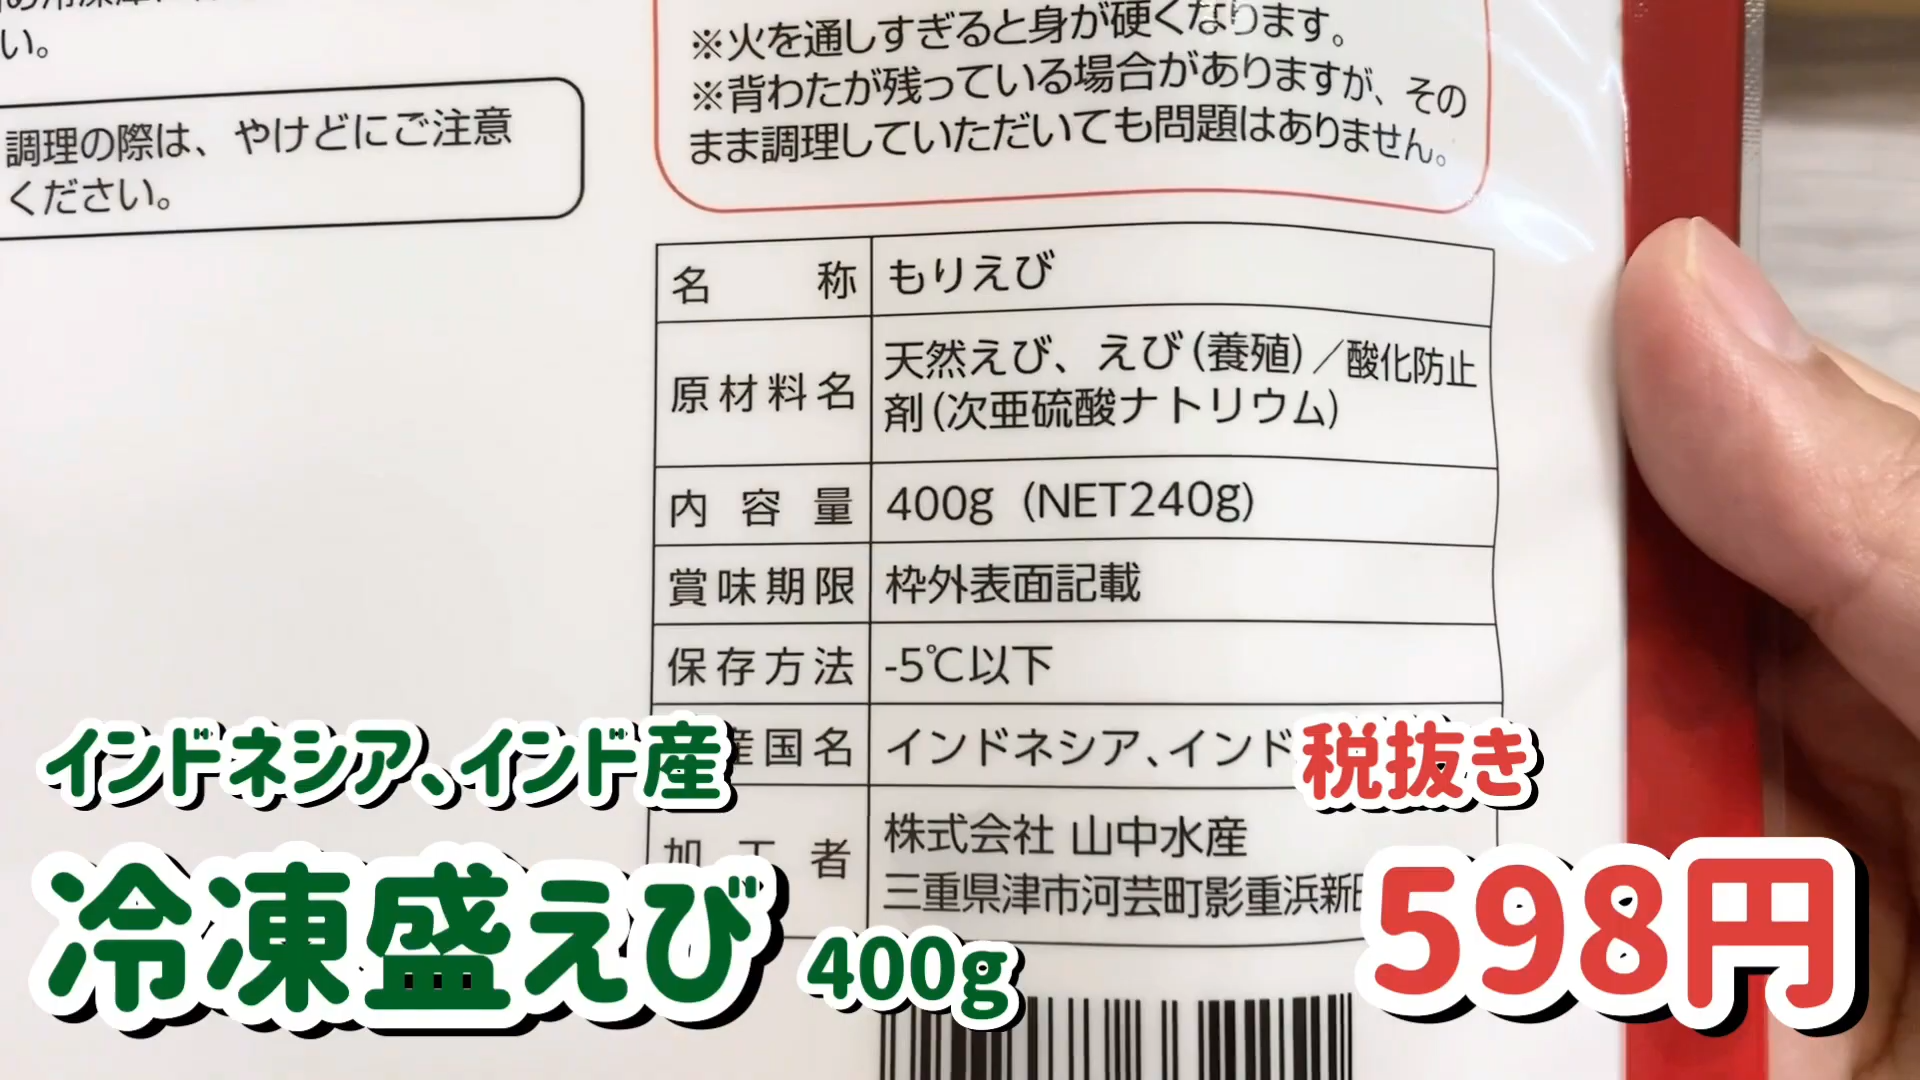 い。
調理の際は、やけどにご注意
ください。
※火を通しすぎると身が硬くなります。
※背わたが残っている場合がありますが、その
まま調理していただいても問題はありません。
名称 もりえび
原材料名 天然えび、えび(養殖)／酸化防止
剤(次亜硫酸ナトリウム)
内容量 400g (NET240g)
賞味期限 枠外表面記載
保存方法 -5℃以下
産国名 インドネシア、インド
加工者 株式会社 山中水産
三重県津市河芸町影重浜新
インドネシア、インド産
冷凍盛えび 400g
税抜き
598円